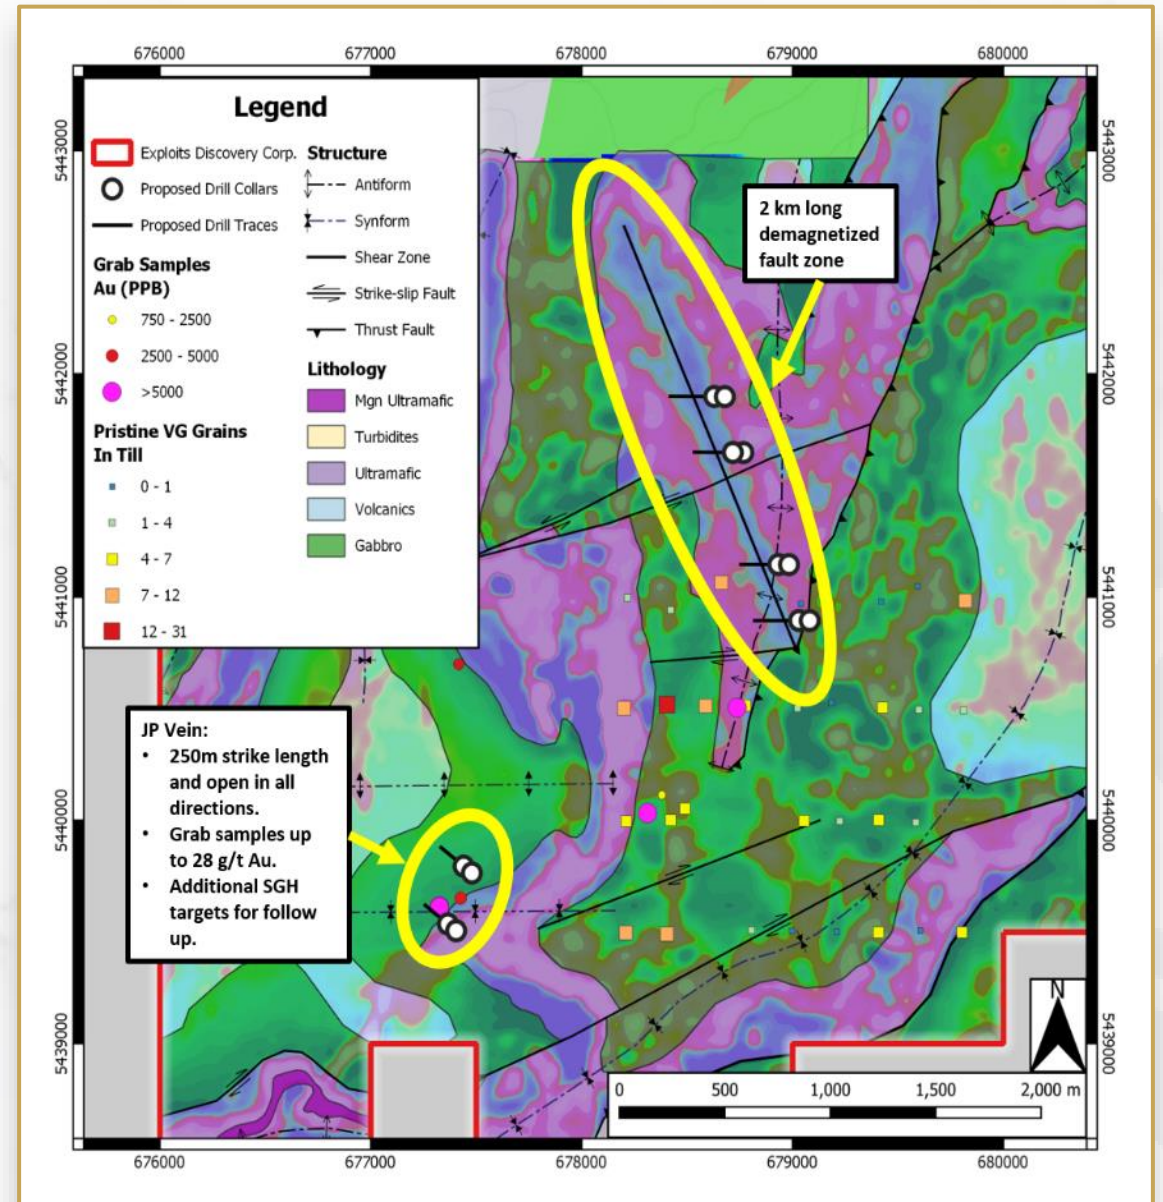 676000 677000 678000 679000 680000
5443000
5442000
5441000
5440000
5439000
Legend
Exploits Discovery Corp.
Proposed Drill Collars
Proposed Drill Traces
Grab Samples
Au (PPB)
750 - 2500
2500 - 5000
>5000
Pristine VG Grains
In Till
0 - 1
1 - 4
4 - 7
7 - 12
12 - 31
Structure
Antiform
Synform
Shear Zone
Strike-slip Fault
Thrust Fault
Lithology
Mgn Ultramafic
Turbidites
Ultramafic
Volcanics
Gabbro
2 km long
demagnetized
fault zone
JP Vein:
• 250m strike length
and open in all
directions.
• Grab samples up
to 28 g/t Au.
• Additional SGH
targets for follow
up.
5443000
5442000
5441000
5440000
5439000
N
0 500 1,000 1,500 2,000 m
676000 677000 678000 679000 680000